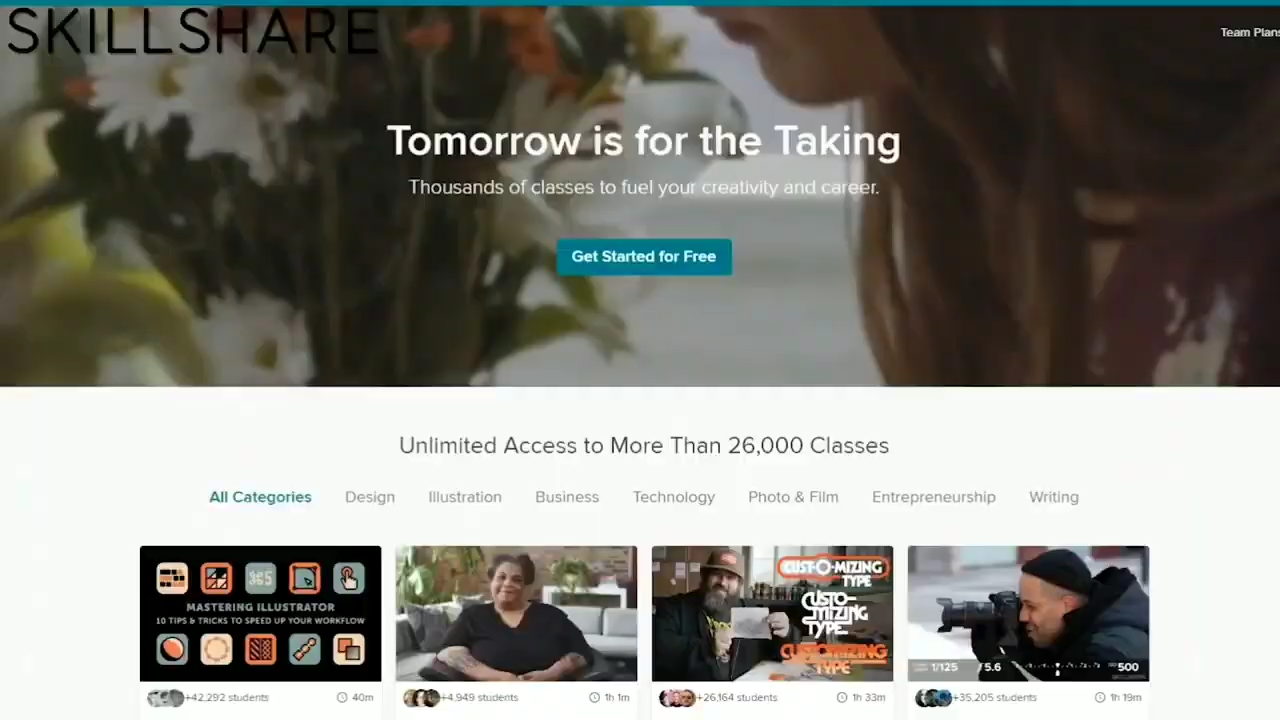 SKILLSHARE
Team Plans
Tomorrow is for the Taking
Thousands of classes to fuel your creativity and career.
Get Started for Free
Unlimited Access to More Than 26,000 Classes
All Categories Design Illustration Business Technology Photo & Film Entrepreneurship Writing
⌘5
MASTERING ILLUSTRATOR
10 TIPS & TRICKS TO SPEED UP YOUR WORKFLOW
CUST-O-MIZING
TYPE
CUSTO-
MIZING
TYPE
CUSTOMIZING
TYPE
1/125 / 5.6 500
+42,292 students 40m
+4,949 students 1h 1m
+26,164 students 1h 33m
+35,205 students 1h 19m